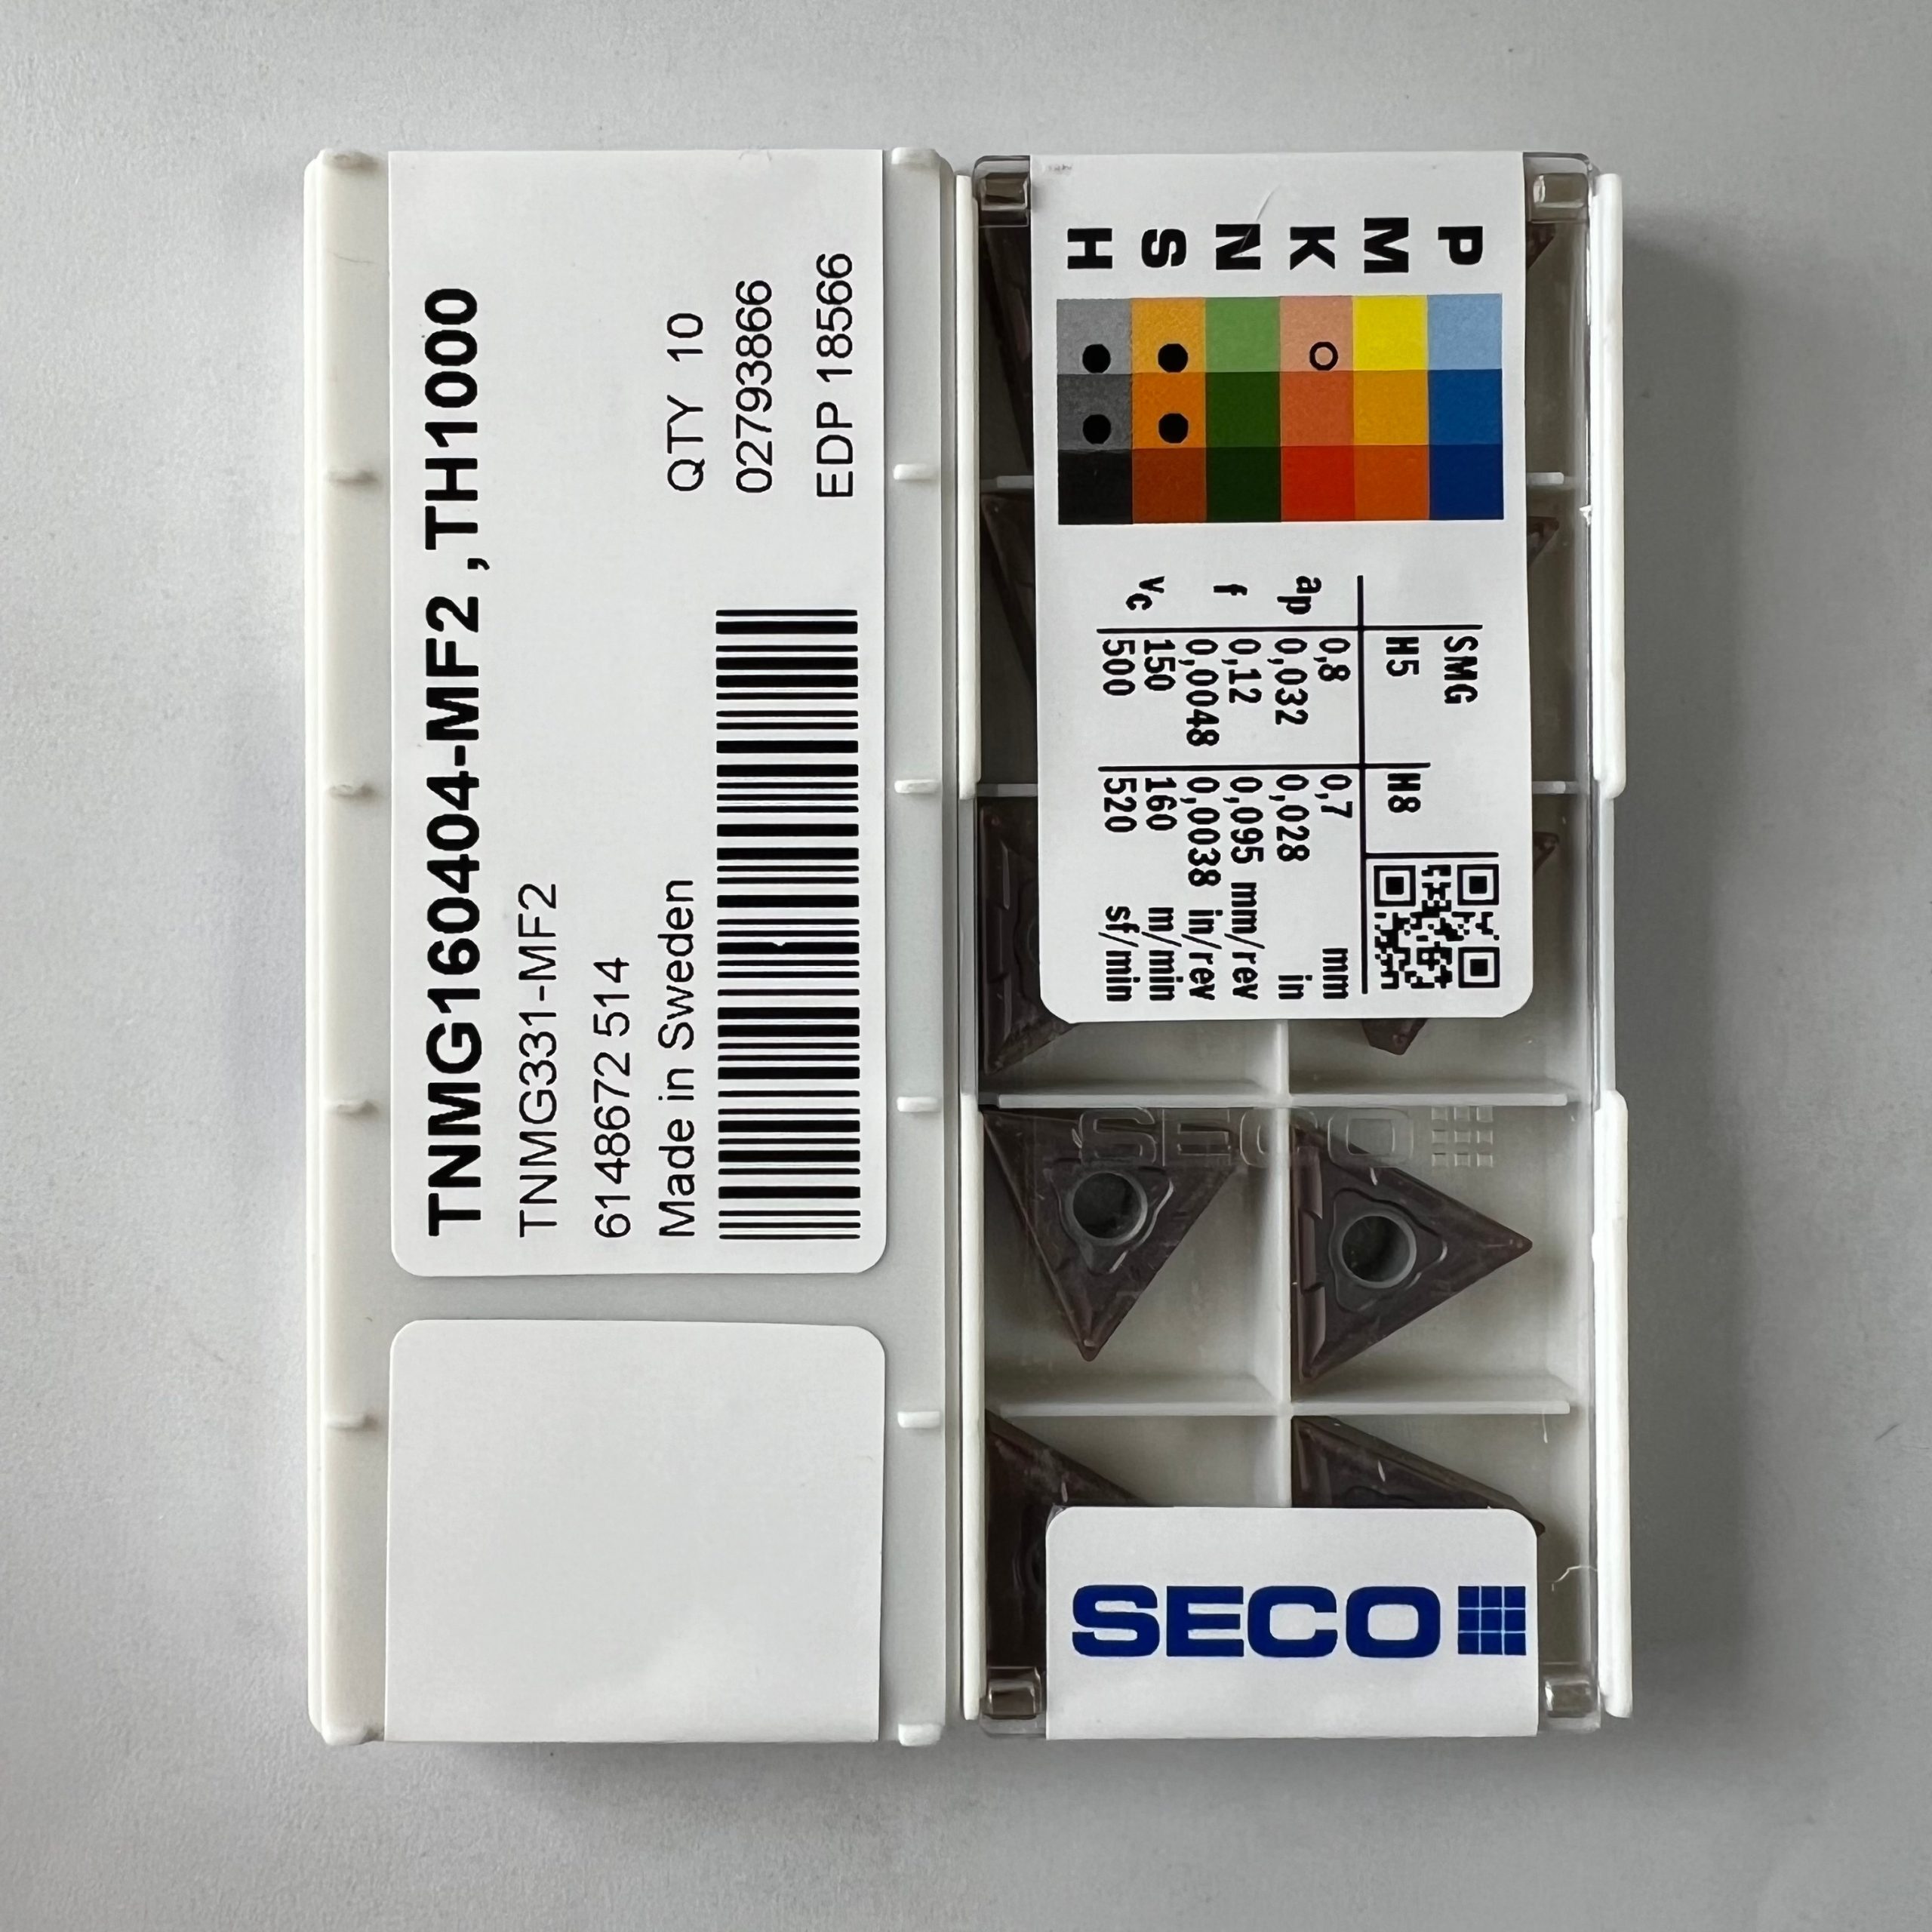 TNMG160404-MF2 ,TH1000
TNMG331-MF2
6148672 514
Made in Sweden
QTY 10
02793866
EDP 18566
P
M
K
N
S
H
SMG
H5 H8
ap 0,8 0,7 mm
0,032 0,028 in
f 0,12 0,095 mm/rev
0,0048 0,0038 in/rev
vc 150 160 m/min
500 520 sf/min
SECO
SECO